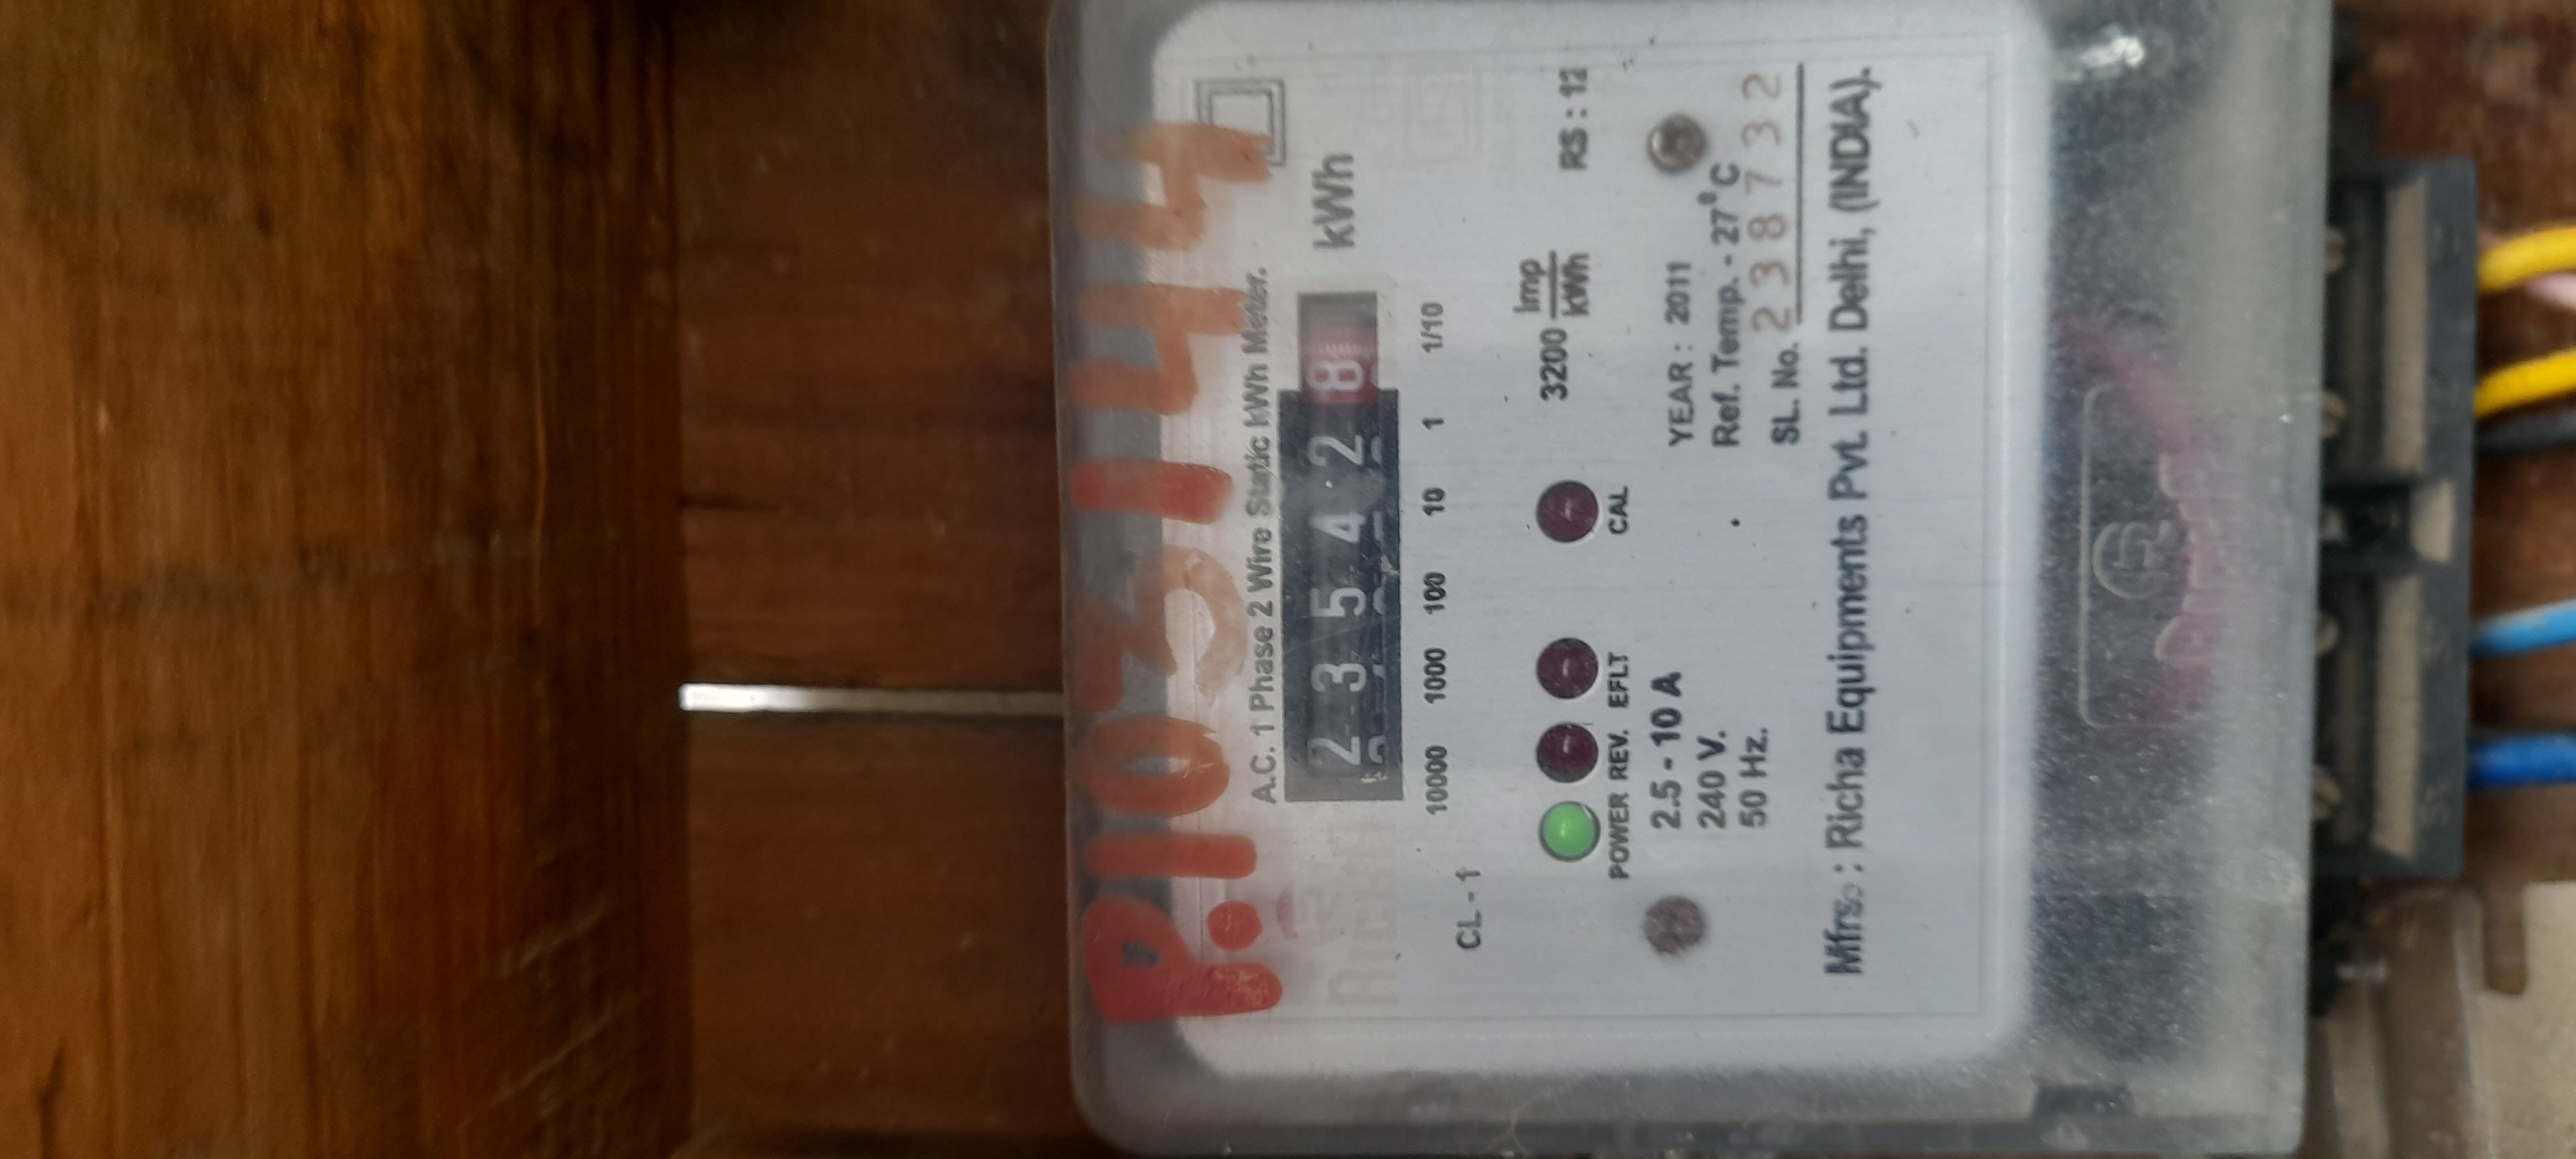 P.103144
A.C. 1 Phase 2 Wire Static kWh Meter.
2 3 5 4 2 8 kWh
10000 1000 100 10 1 1/10
CL - 1
3200 Imp/kWh RS : 12
POWER REV. EFLT CAL
2.5 - 10 A YEAR : 2011
240 V. Ref. Temp. - 27°C
50 Hz. SL. No. 2387732
Mfrs. : Richa Equipments Pvt. Ltd. Delhi, (INDIA).